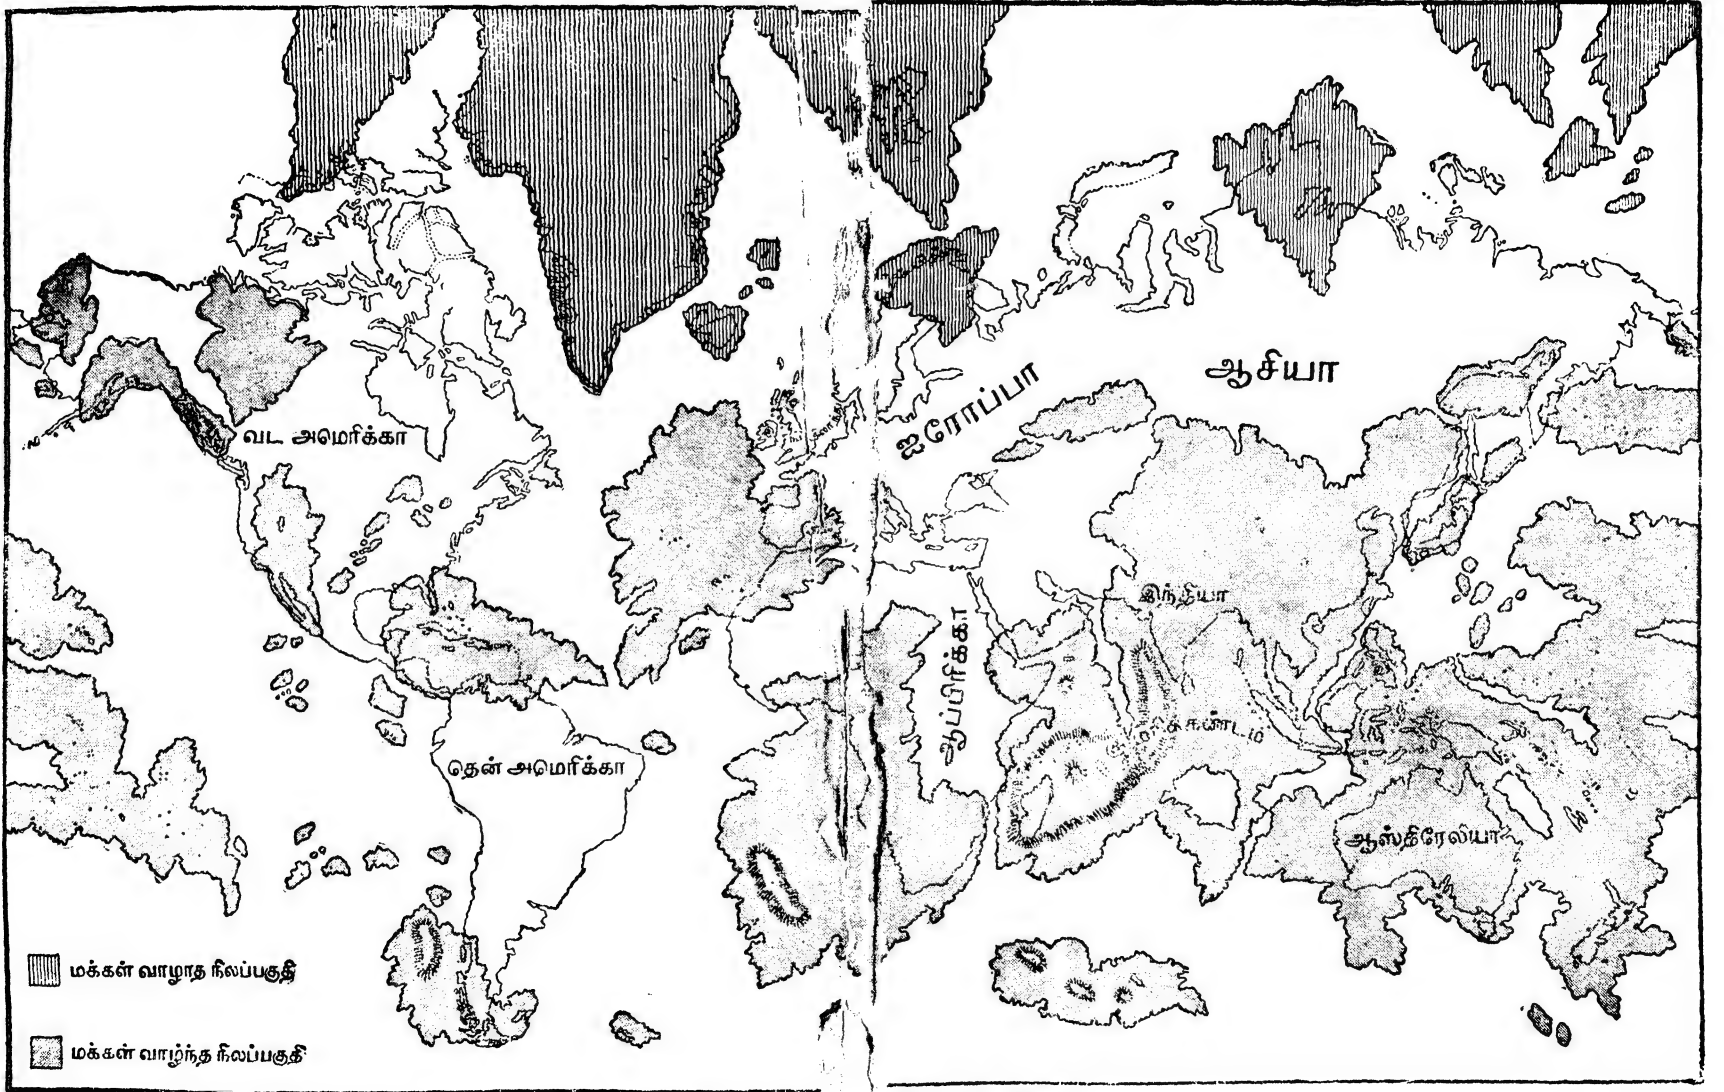 ஆசியா
ஐரோப்பா
வட அமெரிக்கா
இந்தியா
ஆப்பிரிக்கா
தென் அமெரிக்கா
ஆஸ்திரேலியா
மக்கள் வாழாத நிலப்பகுதி
மக்கள் வாழ்ந்த நிலப்பகுதி